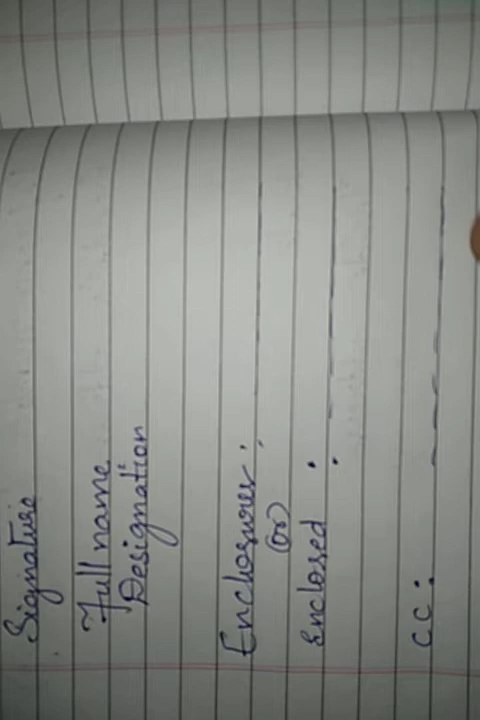 Signature
Full name
Designation
Enclosures:
(or)
Enclosed :
CC: